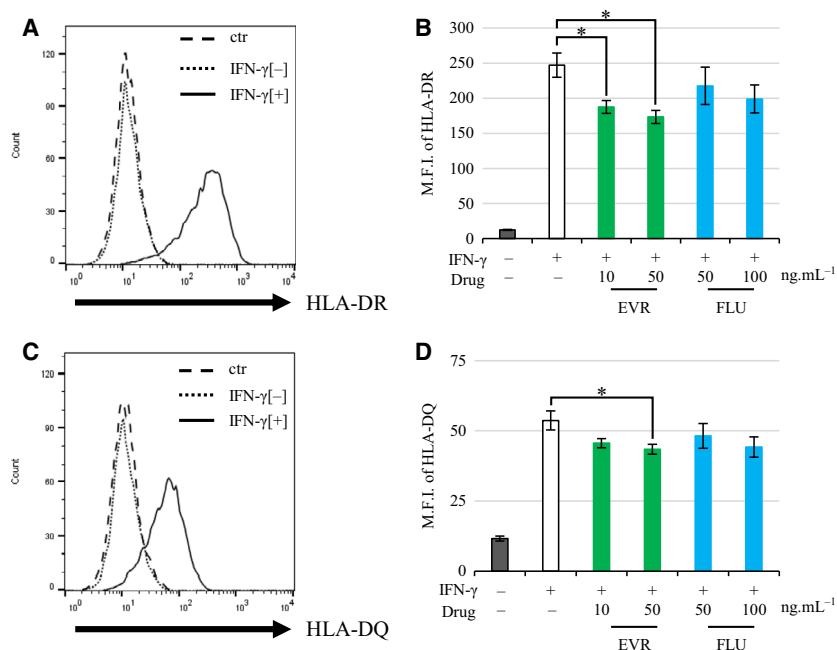 A
ctr
IFN-γ[–]
IFN-γ[+]
120
90
60
30
0
Count
10⁰ 10¹ 10² 10³ 10⁴
HLA-DR
B
300
250
200
150
100
50
0
M.F.I. of HLA-DR
* *
IFN-γ – + + + + +
Drug – – 10 50 50 100 ng.mL⁻¹
EVR FLU
C
ctr
IFN-γ[–]
IFN-γ[+]
120
90
60
30
0
Count
10⁰ 10¹ 10² 10³ 10⁴
HLA-DQ
D
75
50
25
0
M.F.I. of HLA-DQ
*
IFN-γ – + + + + +
Drug – – 10 50 50 100 ng.mL⁻¹
EVR FLU